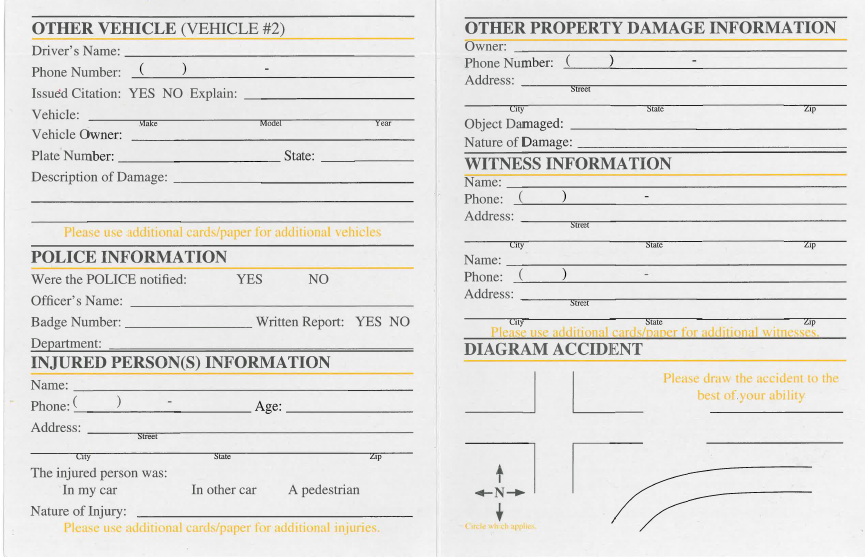 OTHER VEHICLE (VEHICLE #2)
Driver's Name:
Phone Number: ( ) -
Issued Citation: YES NO Explain:
Vehicle:
Make Model Year
Vehicle Owner:
Plate Number: State:
Description of Damage:
Please use additional cards/paper for additional vehicles
POLICE INFORMATION
Were the POLICE notified: YES NO
Officer's Name:
Badge Number: Written Report: YES NO
Department:
INJURED PERSON(S) INFORMATION
Name:
Phone: ( ) - Age:
Address:
Street
City State Zip
The injured person was:
In my car In other car A pedestrian
Nature of Injury:
Please use additional cards/paper for additional injuries.
OTHER PROPERTY DAMAGE INFORMATION
Owner:
Phone Number: ( ) -
Address:
Street
City State Zip
Object Damaged:
Nature of Damage:
WITNESS INFORMATION
Name:
Phone: ( ) -
Address:
Street
City State Zip
Name:
Phone: ( ) -
Address:
Street
City State Zip
Please use additional cards/paper for additional witnesses.
DIAGRAM ACCIDENT
Please draw the accident to the
best of your ability
N
Circle witch applies.